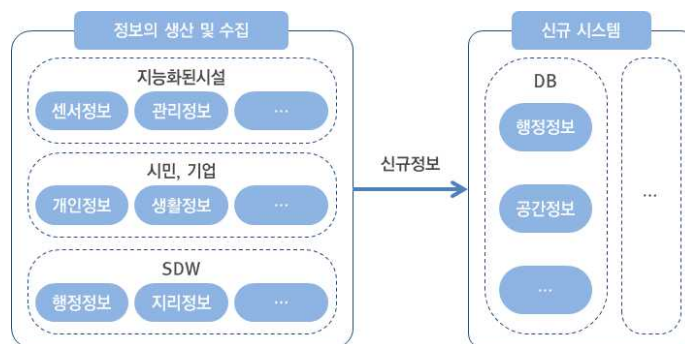 정보의 생산 및 수집
지능화된시설
센서정보
관리정보
…
시민, 기업
개인정보
생활정보
…
SDW
행정정보
지리정보
…
신규정보
신규 시스템
DB
행정정보
공간정보
…
…